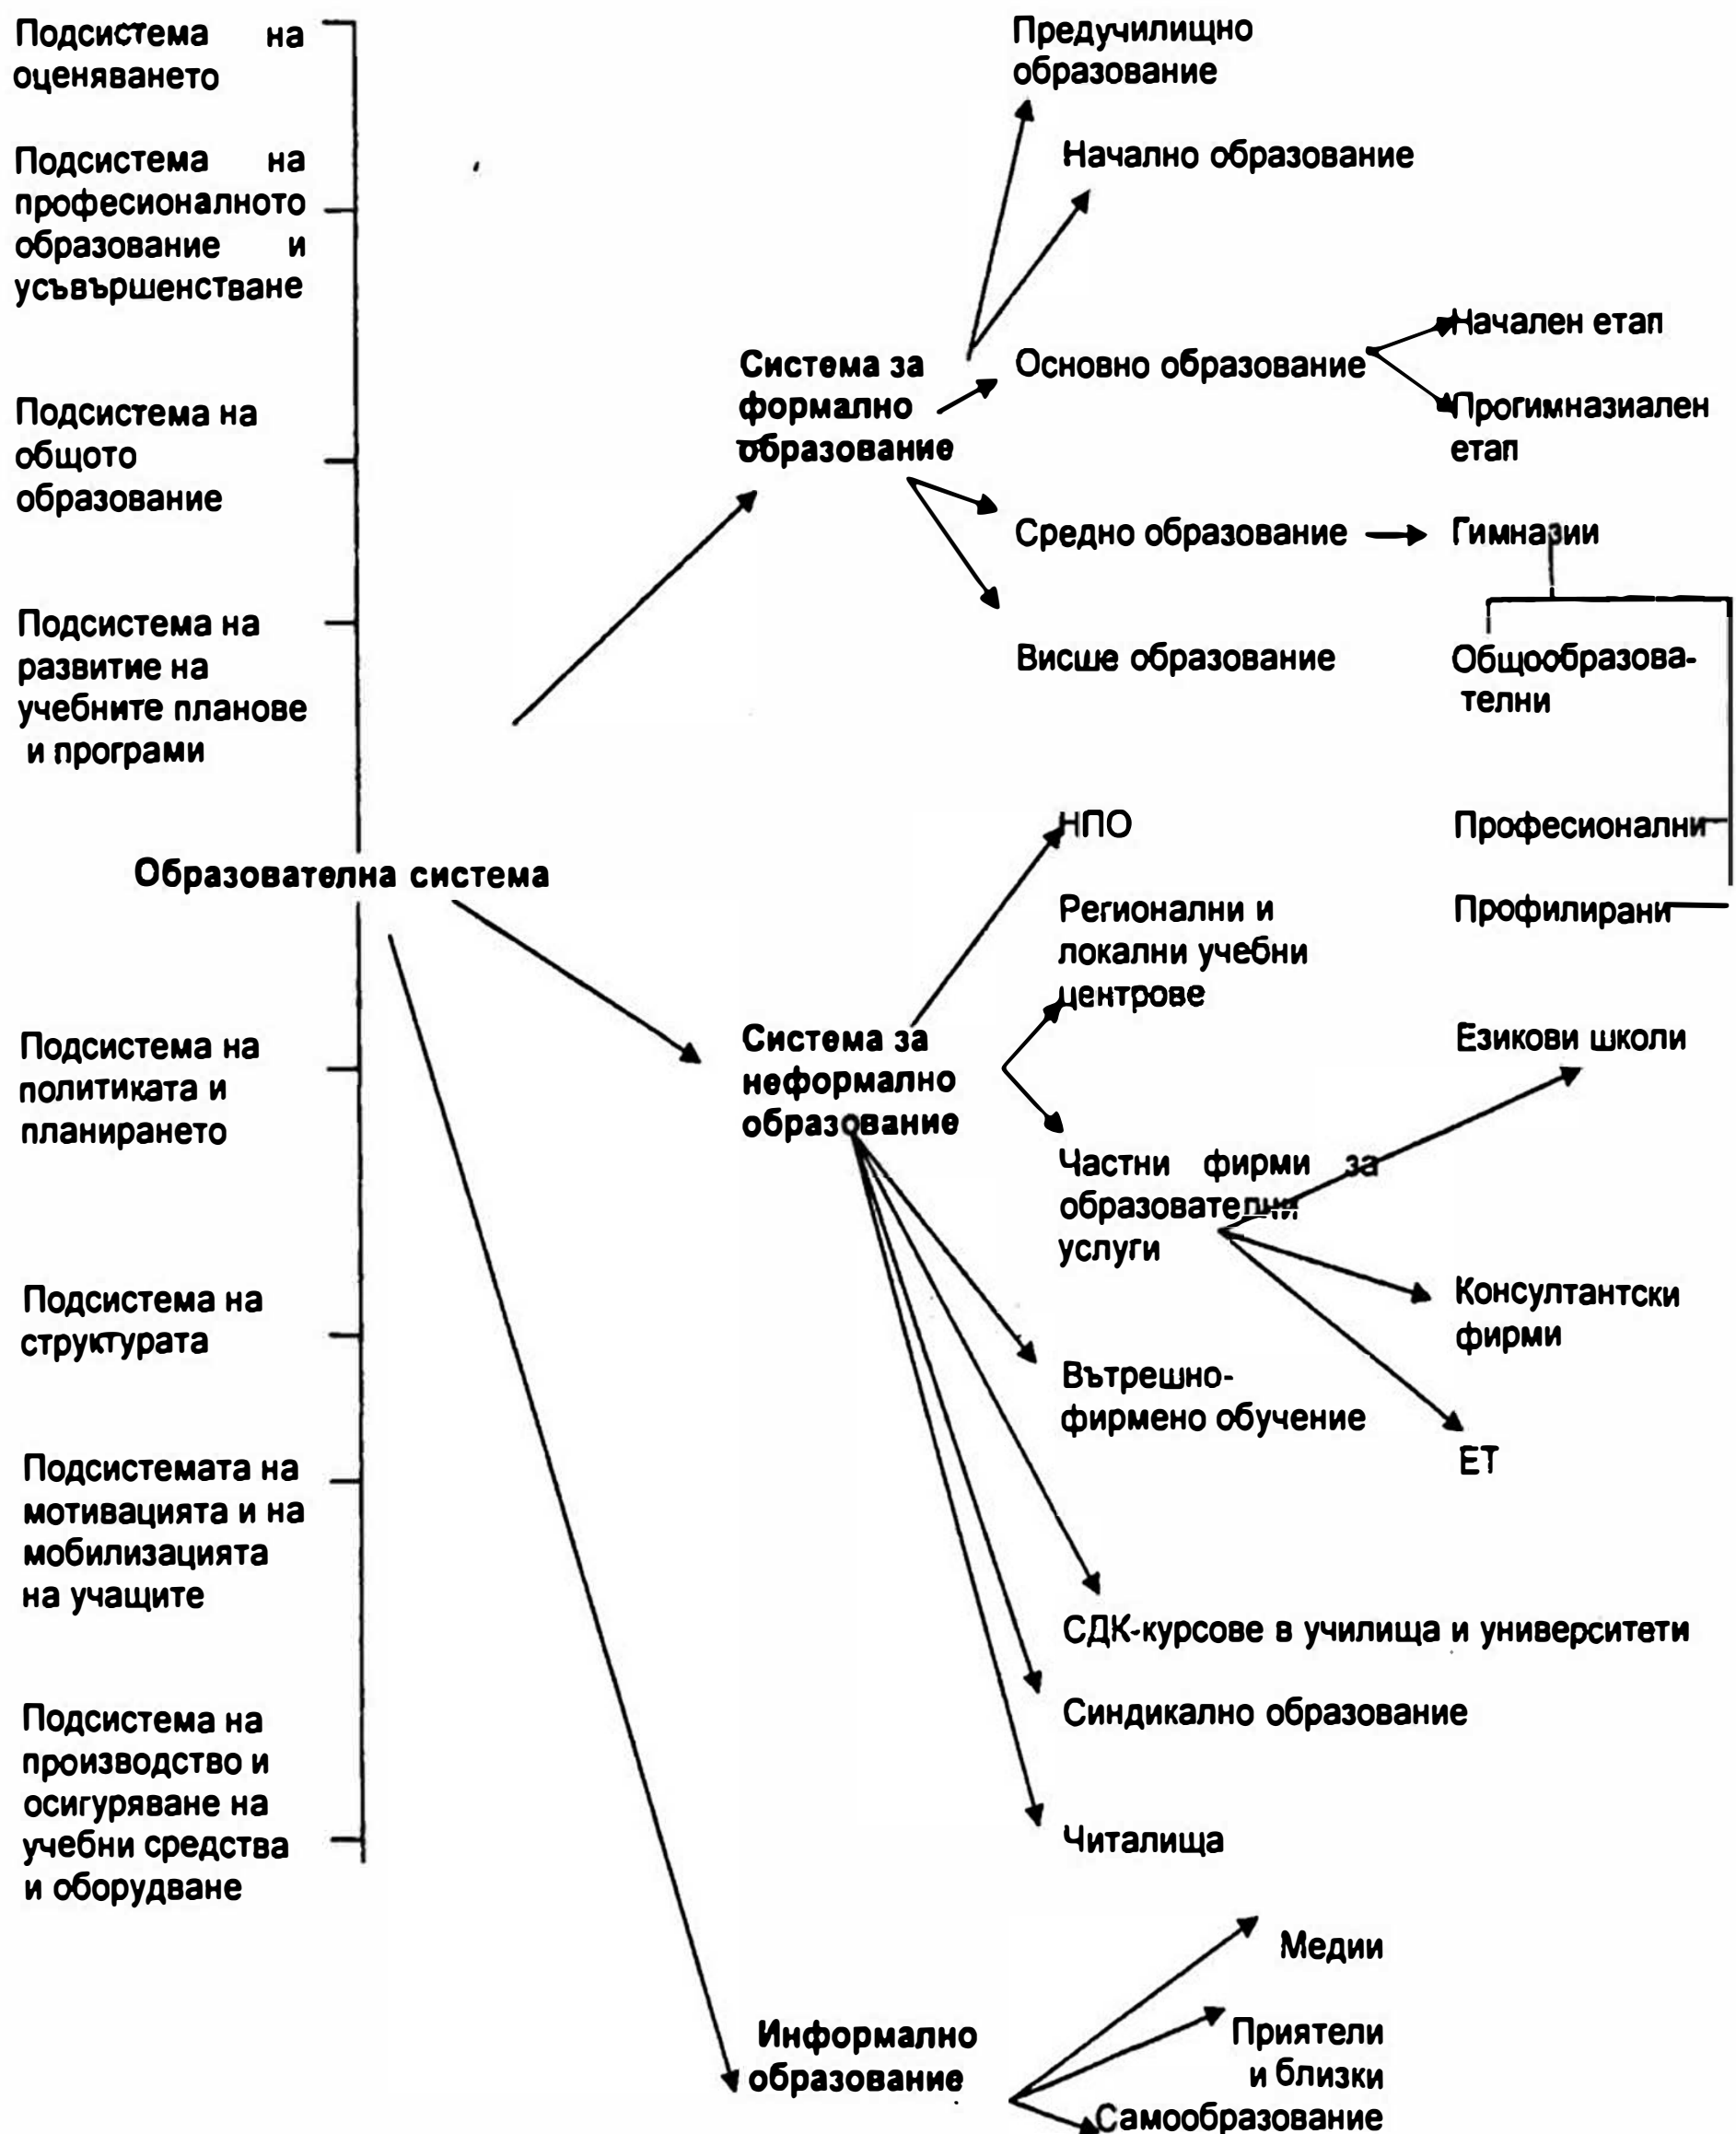 Подсистема на
оценяването
Подсистема на
професионалното
образование и
усъвършенстване
Подсистема на
общото
образование
Подсистема на
развитие на
учебните планове
и програми
Образователна система
Подсистема на
политиката и
планирането
Подсистема на
структурата
Подсистемата на
мотивацията и на
мобилизацията
на учащите
Подсистема на
производство и
осигуряване на
учебни средства
и оборудване
Система за
формално
образование
Предучилищно
образование
Начално образование
Основно образование
Начален етап
Прогимназиален
етап
Средно образование
Гимназии
Висше образование
Общообразова-
телни
Професионални
Профилирани
Система за
неформално
образование
НПО
Регионални и
локални учебни
центрове
Частни фирми за
образователни
услуги
Езикови школи
Консултантски
фирми
ЕТ
Вътрешно-
фирмено обучение
СДК-курсове в училища и университети
Синдикално образование
Читалища
Информално
образование
Медии
Приятели
и близки
Самообразование